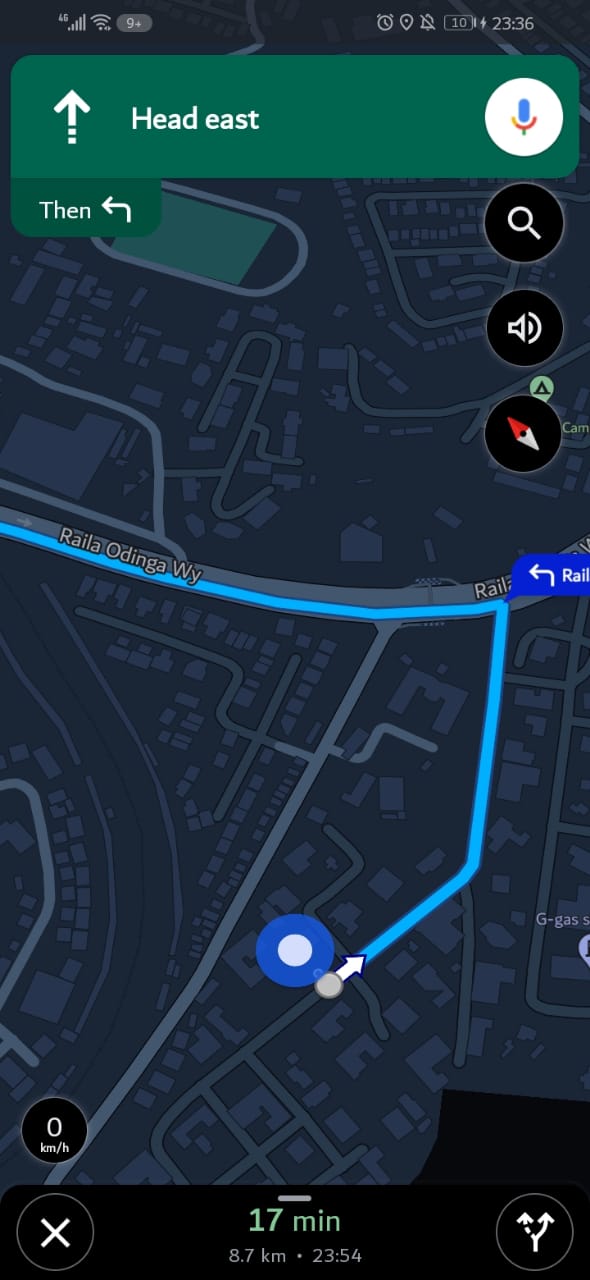 4G 9+ 10 23:36
Head east
Then
Cam
Raila Odinga Wy
Raila
W
Rail
G-gas s
0
km/h
17 min
8.7 km • 23:54